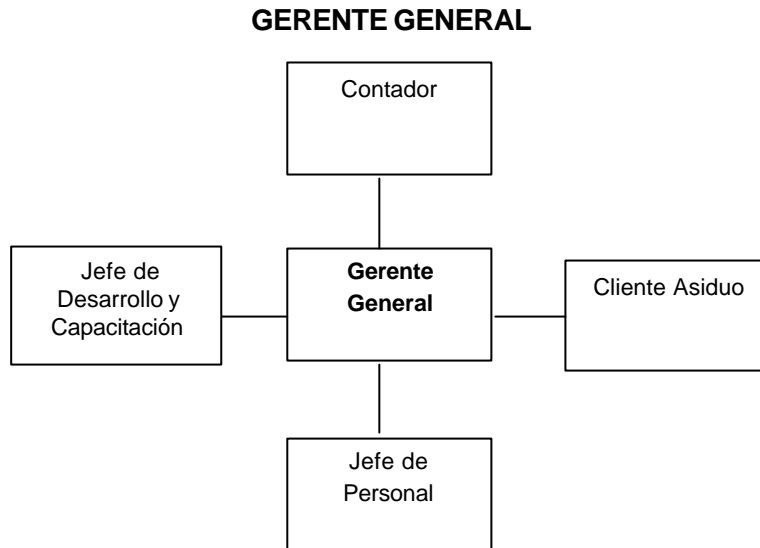 GERENTE GENERAL
Contador
Jefe de
Desarrollo y
Capacitación
Gerente
General
Cliente Asiduo
Jefe de
Personal